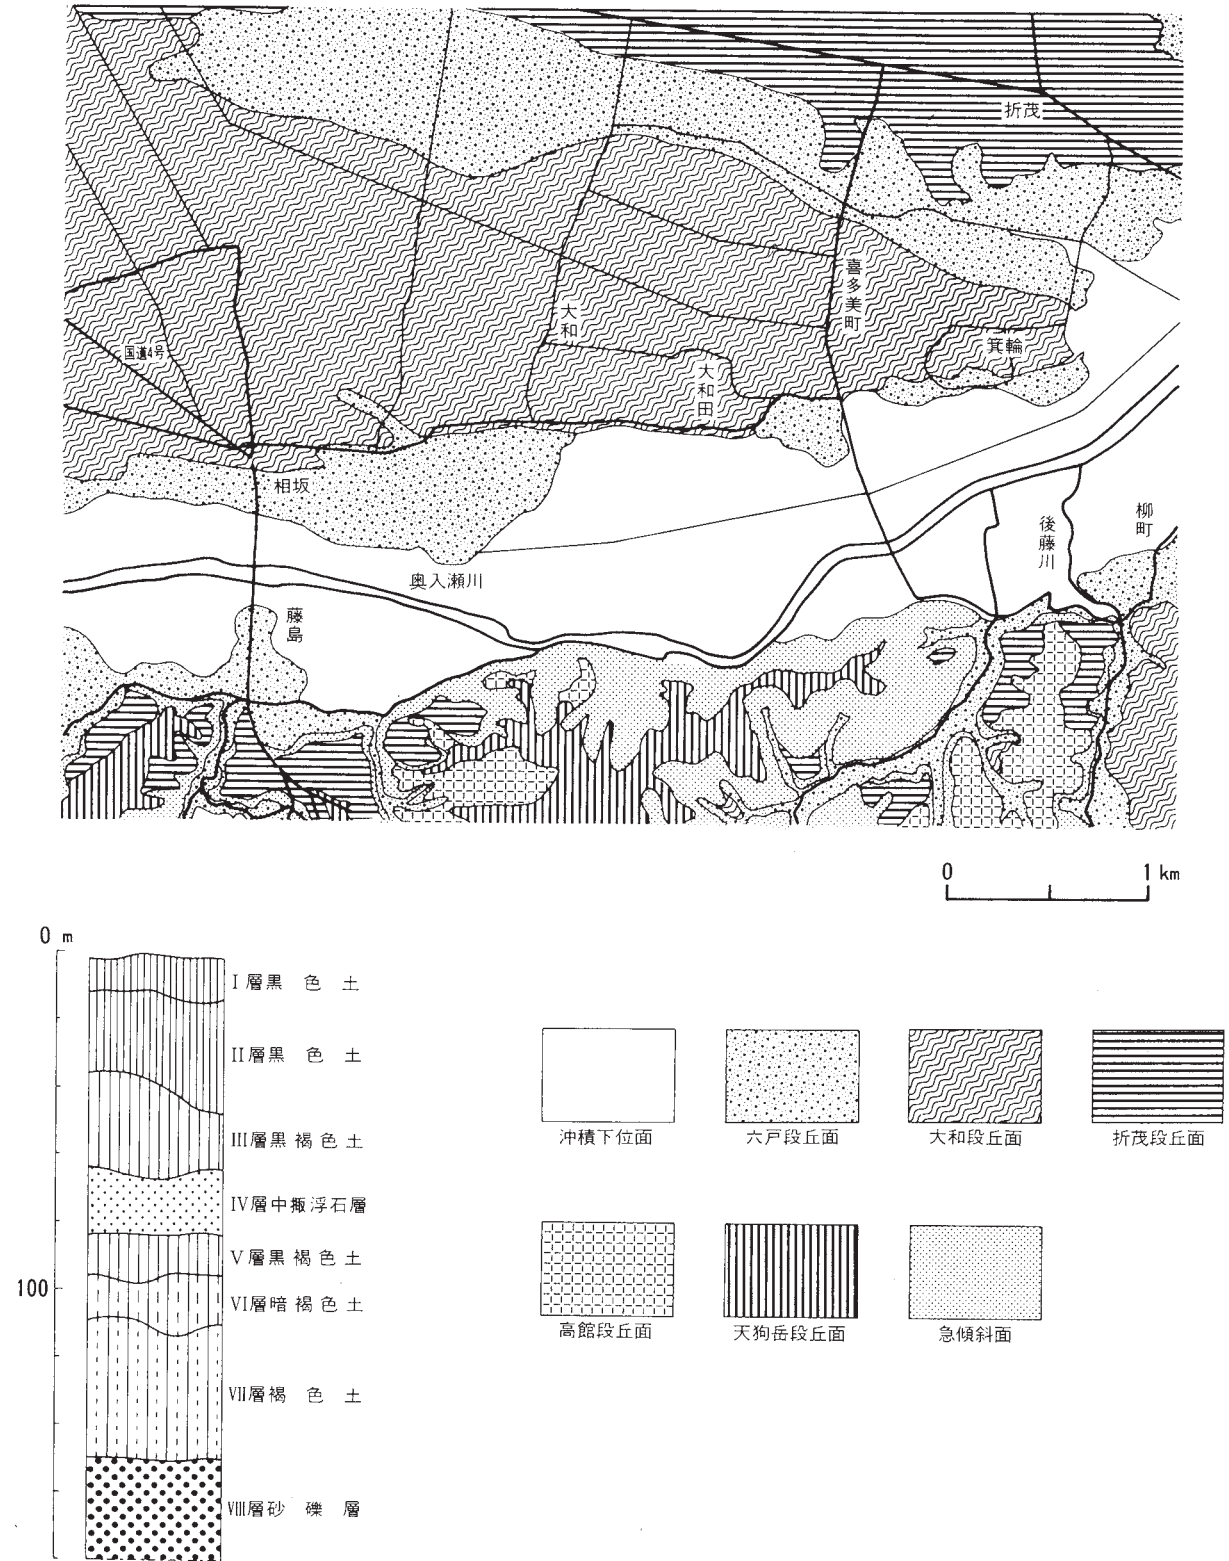 折茂
喜多美町
大和
箕輪
国道4号
大和田
相坂
柳町
後藤川
奥入瀬川
藤島
0 1 km
0 m
I層黒色土
II層黒色土
III層黒褐色土
IV層中掫浮石層
V層黒褐色土
100
VI層暗褐色土
VII層褐色土
VIII層砂礫層
沖積下位面
六戸段丘面
大和段丘面
折茂段丘面
高館段丘面
天狗岳段丘面
急傾斜面